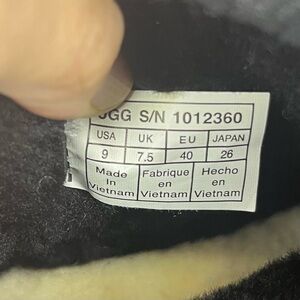 UGG S/N 1012360
USA UK EU JAPAN
9 7.5 40 26
Made Fabrique Hecho
in en en
Vietnam Vietnam Vietnam